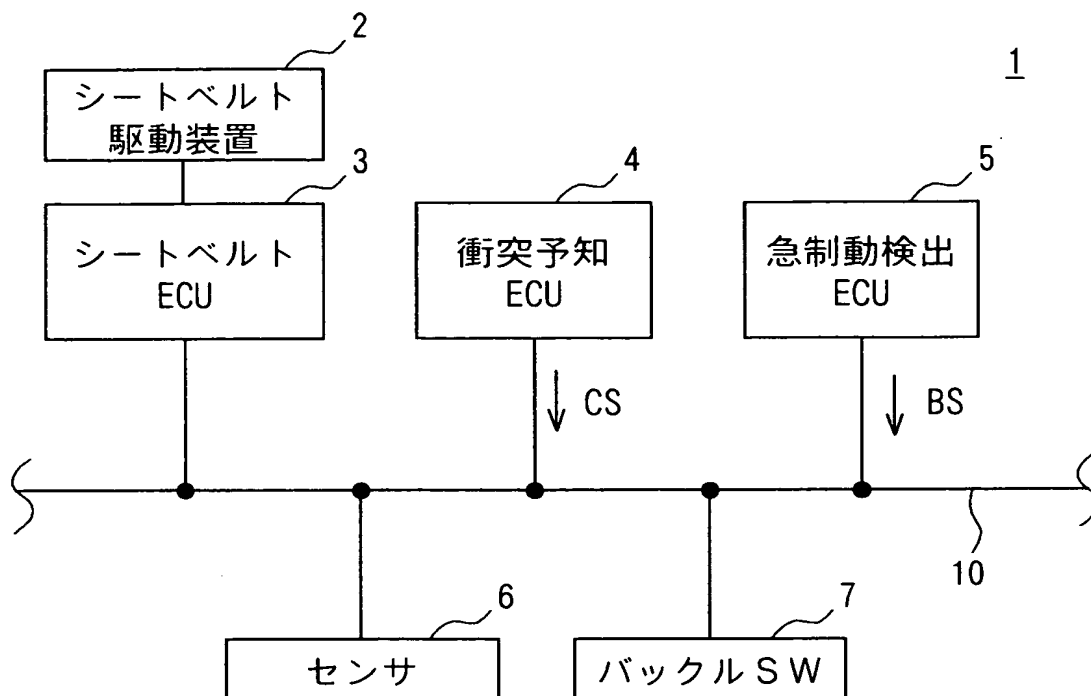 2
1
シートベルト
駆動装置
3
4
5
シートベルト
ECU
衝突予知
ECU
急制動検出
ECU
CS
BS
10
6
7
センサ
バックルSW